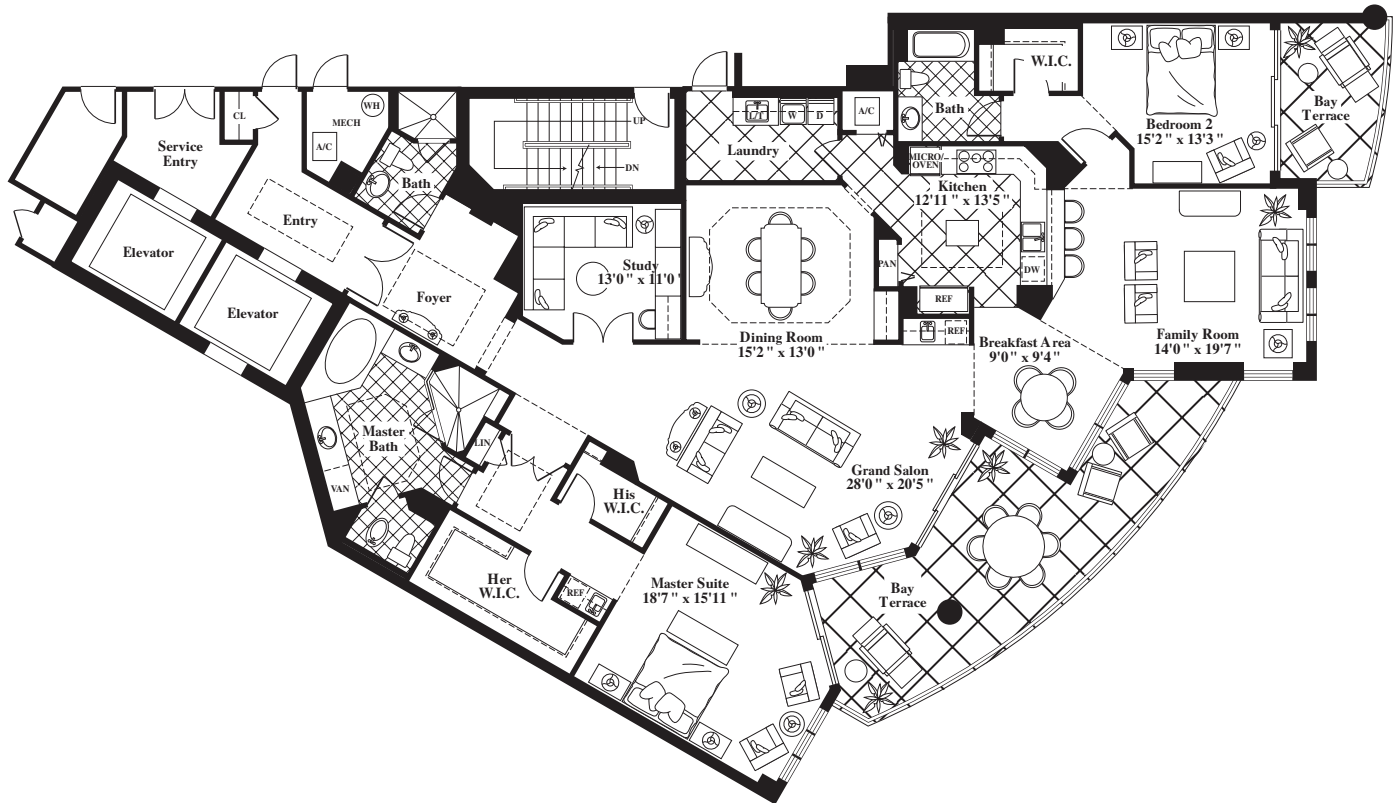 W.I.C.
Bath
Bedroom 2
15'2" x 13'3"
Bay
Terrace
CL
WH
MECH
A/C
Service
Entry
UP
DN
L/T
W
D
A/C
Laundry
MICRO/
OVEN
Kitchen
12'11" x 13'5"
Bath
Entry
Elevator
Elevator
Foyer
Study
13'0" x 11'0"
PAN
DW
REF
REF
Dining Room
15'2" x 13'0"
Breakfast Area
9'0" x 9'4"
Family Room
14'0 x 19'7"
Master
Bath
LIN
VAN
Grand Salon
28'0" x 20'5"
His
W.I.C.
Her
W.I.C.
REF
Master Suite
18'7" x 15'11"
Bay
Terrace